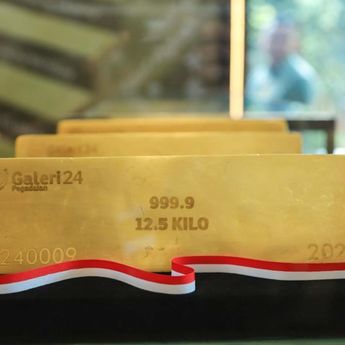 Galeri24
Pegadaian
999.9
12.5 KILO
240009
202